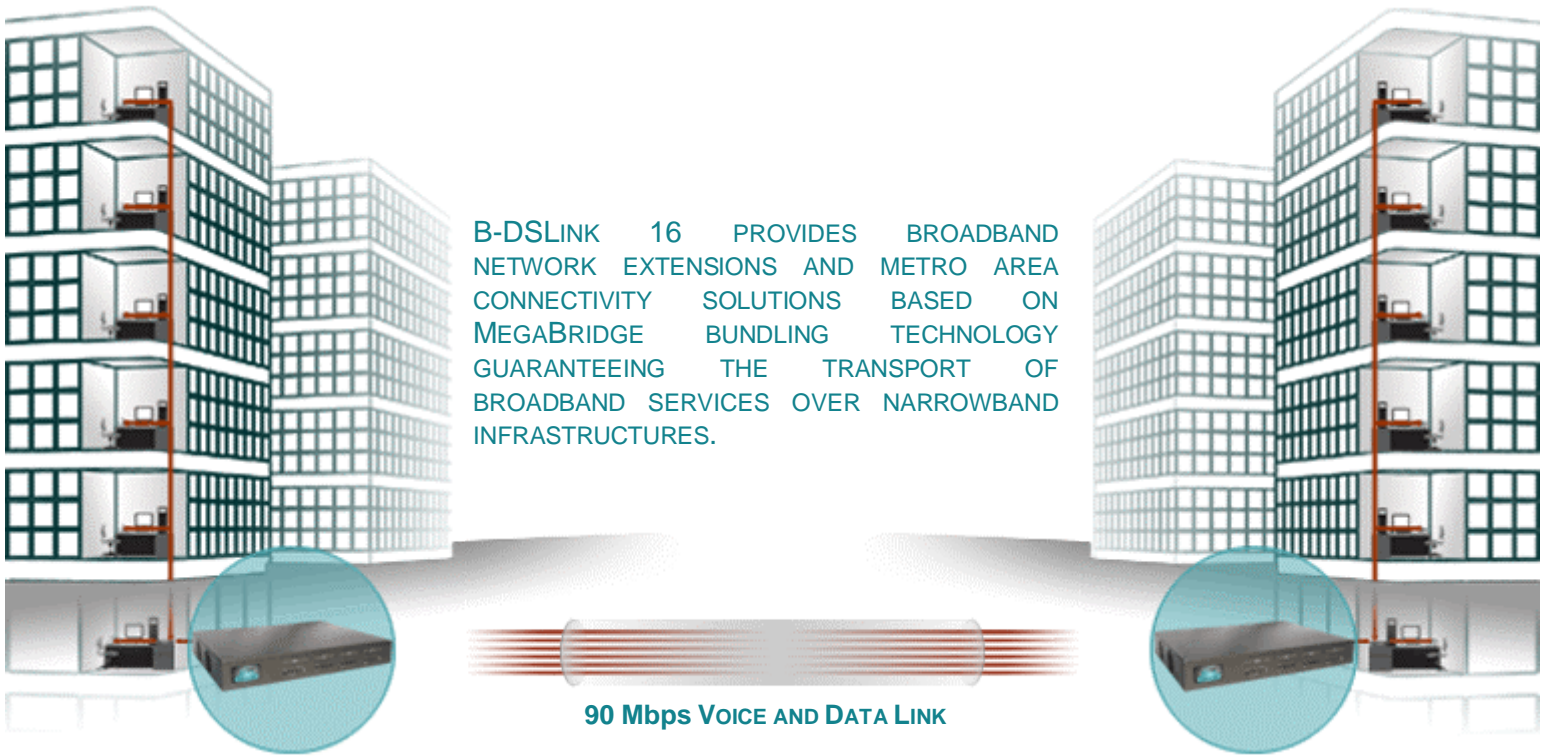 B-DSLINK 16 PROVIDES BROADBAND
NETWORK EXTENSIONS AND METRO AREA
CONNECTIVITY SOLUTIONS BASED ON
MEGABRIDGE BUNDLING TECHNOLOGY
GUARANTEEING THE TRANSPORT OF
BROADBAND SERVICES OVER NARROWBAND
INFRASTRUCTURES.
90 Mbps VOICE AND DATA LINK